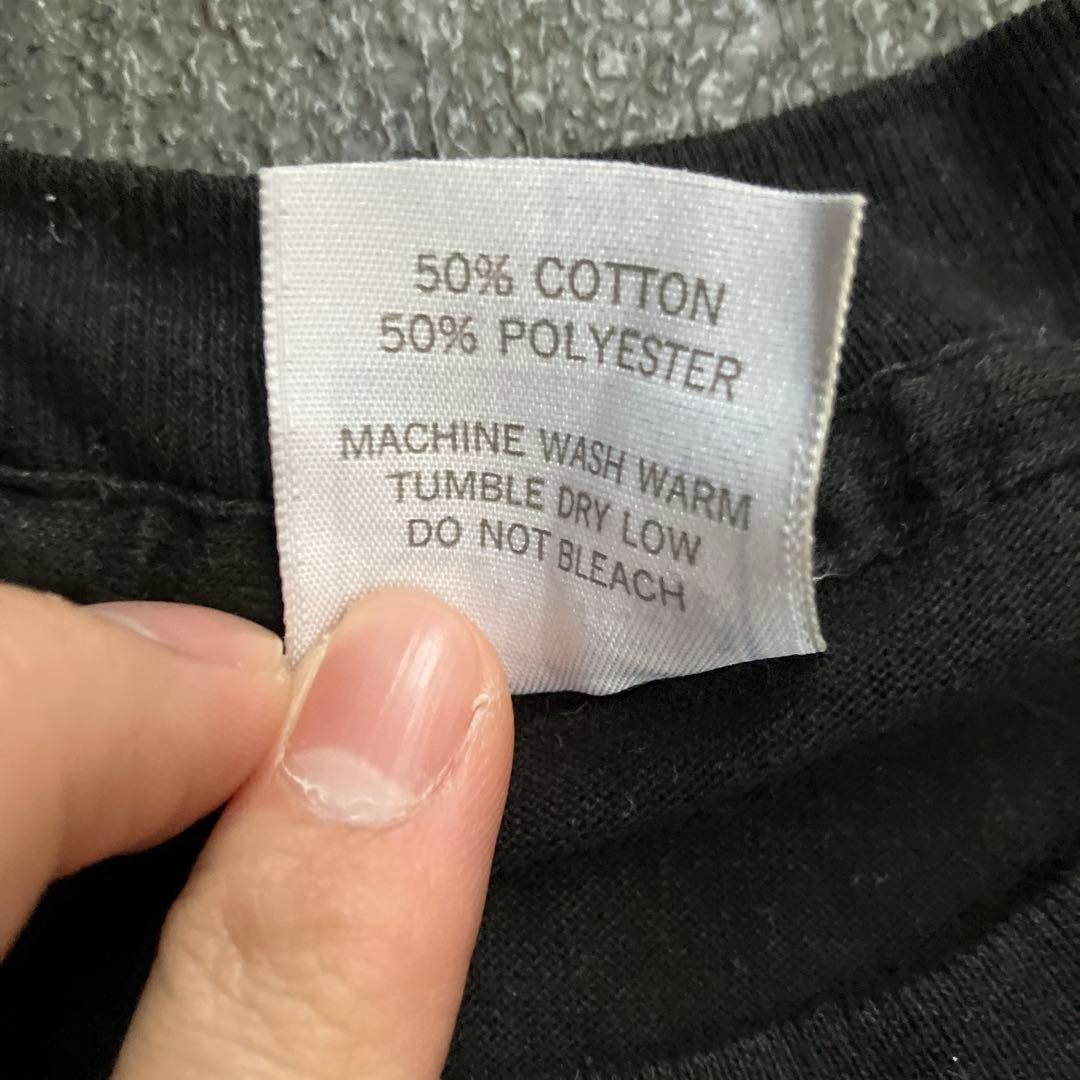 50% COTTON
50% POLYESTER
MACHINE WASH WARM
TUMBLE DRY LOW
DO NOT BLEACH